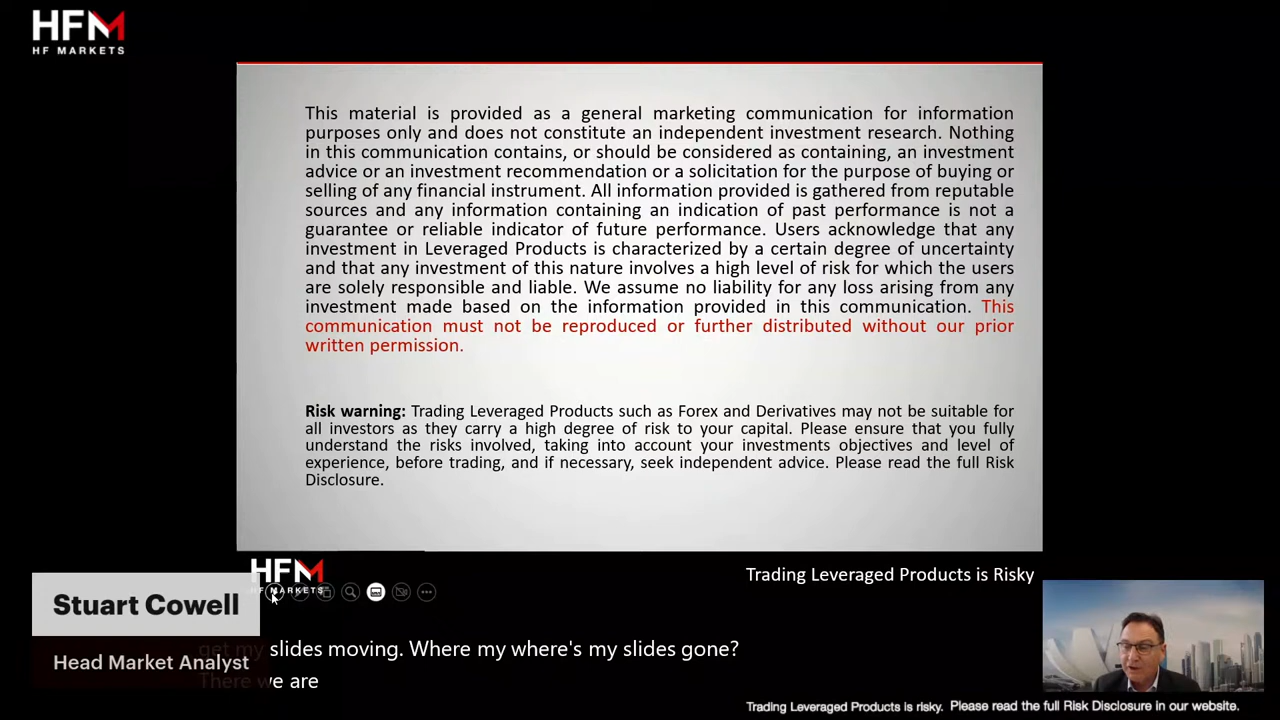 HFM
HF MARKETS
This material is provided as a general marketing communication for information
purposes only and does not constitute an independent investment research. Nothing
in this communication contains, or should be considered as containing, an investment
advice or an investment recommendation or a solicitation for the purpose of buying or
selling of any financial instrument. All information provided is gathered from reputable
sources and any information containing an indication of past performance is not a
guarantee or reliable indicator of future performance. Users acknowledge that any
investment in Leveraged Products is characterized by a certain degree of uncertainty
and that any investment of this nature involves a high level of risk for which the users
are solely responsible and liable. We assume no liability for any loss arising from any
investment made based on the information provided in this communication. This
communication must not be reproduced or further distributed without our prior
written permission.
Risk warning: Trading Leveraged Products such as Forex and Derivatives may not be suitable for
all investors as they carry a high degree of risk to your capital. Please ensure that you fully
understand the risks involved, taking into account your investments objectives and level of
experience, before trading, and if necessary, seek independent advice. Please read the full Risk
Disclosure.
HFM
HF MARKETS
Trading Leveraged Products is Risky
Stuart Cowell
Head Market Analyst
get my slides moving. Where my where's my slides gone?
There we are
Trading Leveraged Products is risky. Please read the full Risk Disclosure in our website.